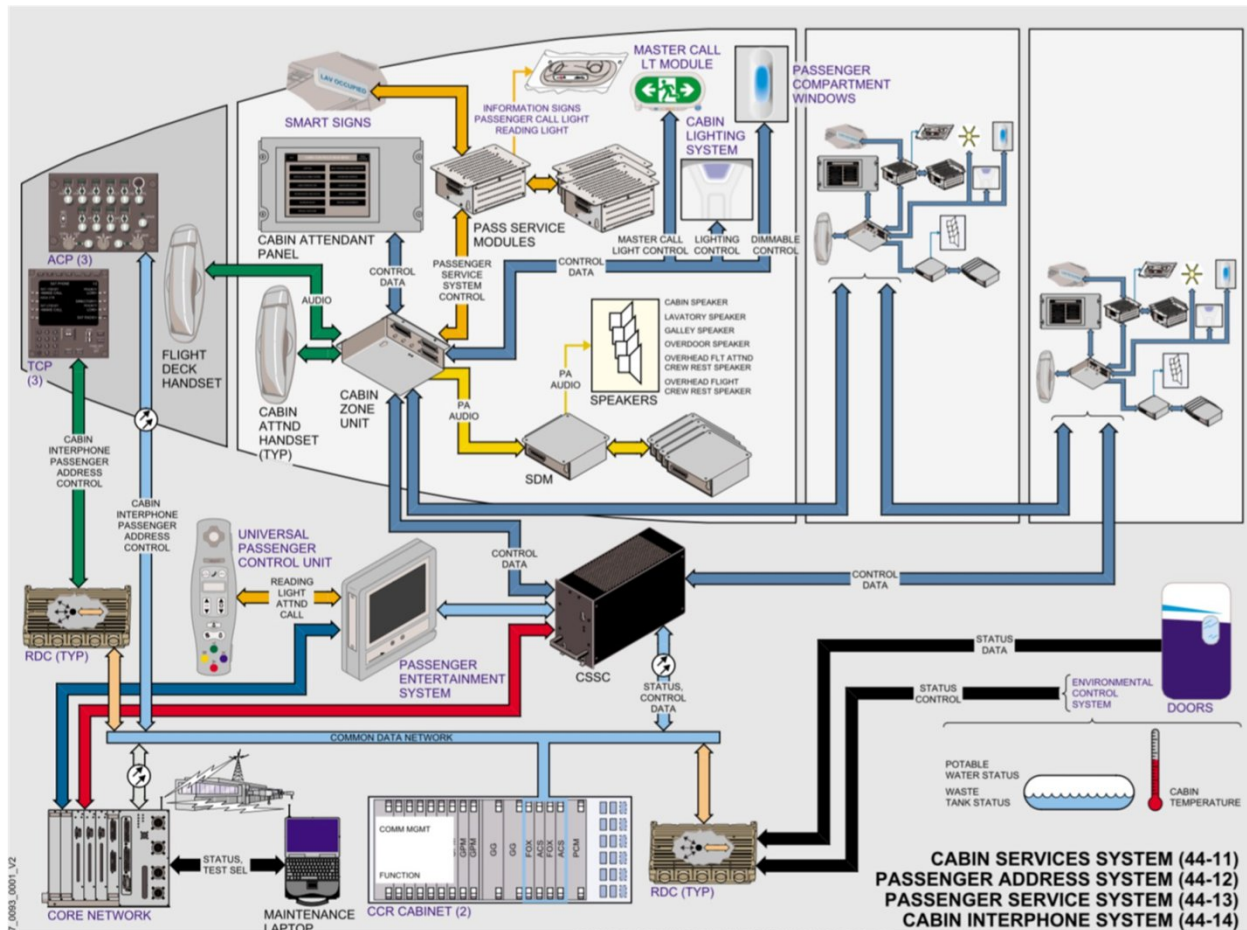 LAV OCCUPIED
SMART SIGNS
INFORMATION SIGNS
PASSENGER CALL LIGHT
READING LIGHT
MASTER CALL
LT MODULE
CABIN
LIGHTING
SYSTEM
PASSENGER
COMPARTMENT
WINDOWS
ACP (3)
TCP
(3)
FLIGHT
DECK
HANDSET
CABIN ATTENDANT
PANEL
PASS SERVICE
MODULES
CONTROL
DATA
PASSENGER
SERVICE
SYSTEM
CONTROL
MASTER CALL
LIGHT CONTROL
LIGHTING
CONTROL
DIMMABLE
CONTROL
CONTROL
DATA
AUDIO
CABIN
ATTND
HANDSET
(TYP)
CABIN
ZONE
UNIT
PA
AUDIO
SDM
PA
AUDIO
SPEAKERS
CABIN SPEAKER
LAVATORY SPEAKER
GALLEY SPEAKER
OVERDOOR SPEAKER
OVERHEAD FLT ATTND
CREW REST SPEAKER
OVERHEAD FLIGHT
CREW REST SPEAKER
CABIN
INTERPHONE
PASSENGER
ADDRESS
CONTROL
CABIN
INTERPHONE
PASSENGER
ADDRESS
CONTROL
UNIVERSAL
PASSENGER
CONTROL UNIT
READING
LIGHT
ATTND
CALL
CONTROL
DATA
CONTROL DATA
RDC (TYP)
PASSENGER
ENTERTAINMENT
SYSTEM
CSSC
STATUS,
CONTROL
DATA
STATUS
DATA
STATUS
CONTROL
ENVIRONMENTAL
CONTROL
SYSTEM
DOORS
COMMON DATA NETWORK
POTABLE
WATER STATUS
WASTE
TANK STATUS
CABIN
TEMPERATURE
COMM MGMT
FUNCTION
GPM
GPM
GG
GG
FOX
ACS
FOX
ACS
PCM
CCR CABINET (2)
RDC (TYP)
CORE NETWORK
STATUS,
TEST SEL
MAINTENANCE
LAPTOP
CABIN SERVICES SYSTEM (44-11)
PASSENGER ADDRESS SYSTEM (44-12)
PASSENGER SERVICE SYSTEM (44-13)
CABIN INTERPHONE SYSTEM (44-14)
7_0093_0001_V2